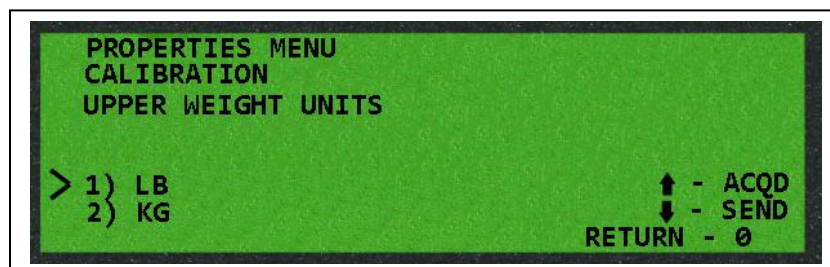 PROPERTIES MENU
CALIBRATION
UPPER WEIGHT UNITS
> 1) LB
2) KG
⬆ - ACQD
⬇ - SEND
RETURN - 0